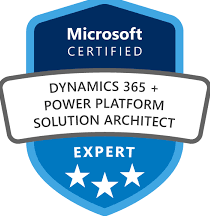 Microsoft
CERTIFIED
DYNAMICS 365 +
POWER PLATFORM
SOLUTION ARCHITECT
EXPERT